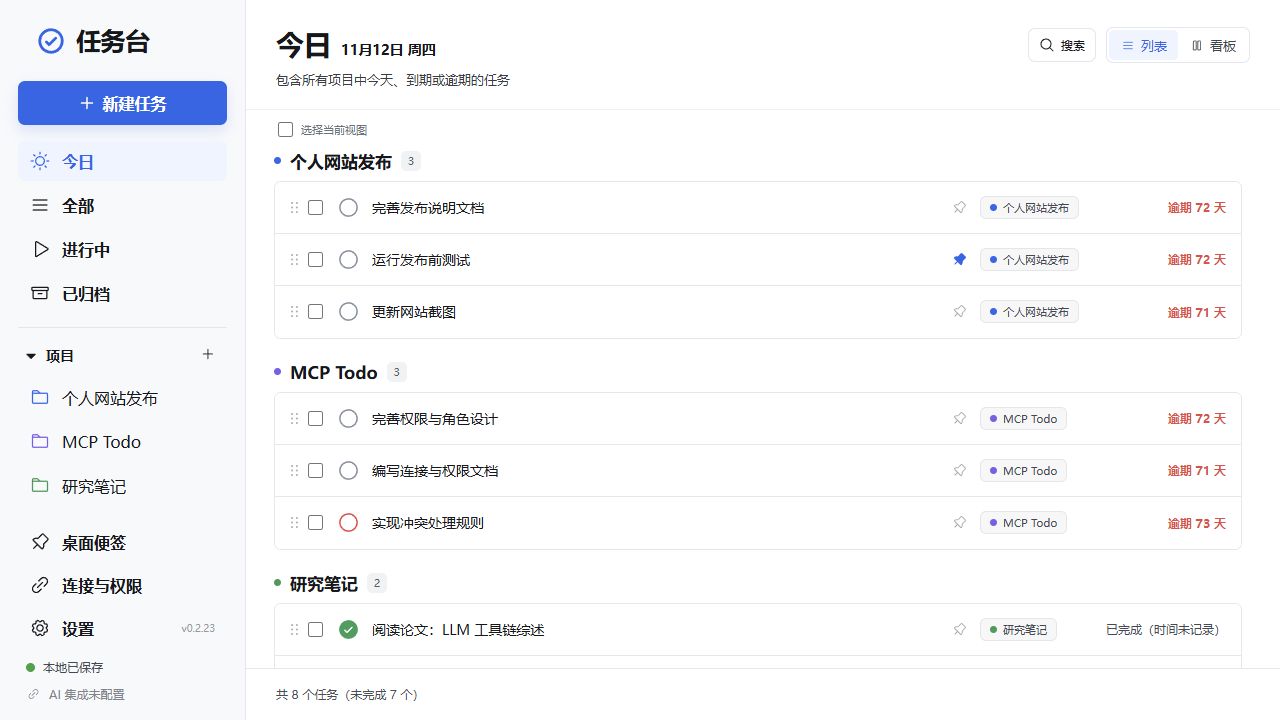 任务台
新建任务
今日
全部
进行中
已归档
项目
个人网站发布
MCP Todo
研究笔记
桌面便签
连接与权限
设置 v0.2.23
本地已保存
AI 集成未配置
今日 11月12日 周四
包含所有项目中今天、到期或逾期的任务
搜索 列表 看板
选择当前视图
个人网站发布 3
完善发布说明文档 个人网站发布 逾期 72 天
运行发布前测试 个人网站发布 逾期 72 天
更新网站截图 个人网站发布 逾期 71 天
MCP Todo 3
完善权限与角色设计 MCP Todo 逾期 72 天
编写连接与权限文档 MCP Todo 逾期 71 天
实现冲突处理规则 MCP Todo 逾期 73 天
研究笔记 2
阅读论文：LLM 工具链综述 研究笔记 已完成（时间未记录）
共 8 个任务（未完成 7 个）